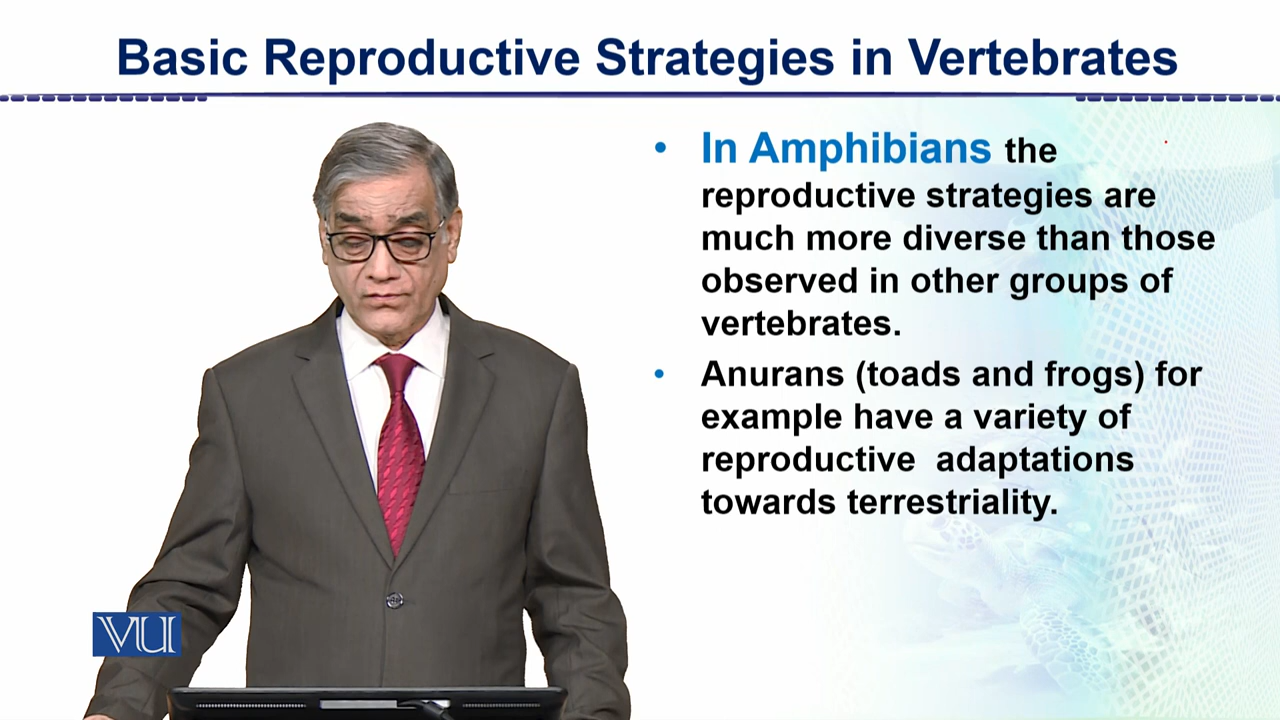 Basic Reproductive Strategies in Vertebrates
• In Amphibians the
reproductive strategies are
much more diverse than those
observed in other groups of
vertebrates.
• Anurans (toads and frogs) for
example have a variety of
reproductive adaptations
towards terrestriality.
VU